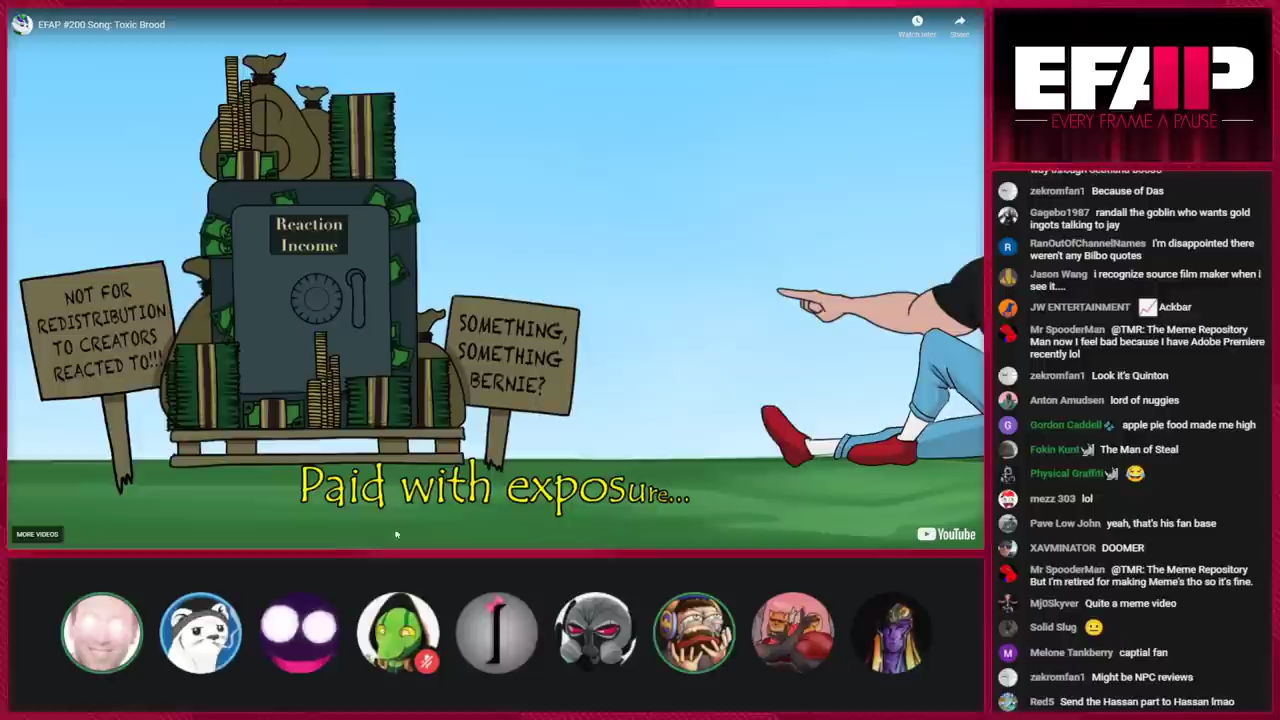 EFAP #200 Song: Toxic Brood
Watch later
Share
Reaction
Income
NOT FOR
REDISTRIBUTION
TO CREATORS
REACTED TO!!!
SOMETHING,
SOMETHING
BERNIE?
Paid with exposure...
MORE VIDEOS
YouTube
EFAP
EVERY FRAME A PAUSE
zekromfan1 Because of Das
Gagebo1987 randall the goblin who wants gold
ingots talking to jay
RanOutOfChannelNames I'm disappointed there
weren't any Bilbo quotes
Jason Wang i recognize source film maker when i
see it....
JW ENTERTAINMENT Ackbar
Mr SpooderMan @TMR: The Meme Repository
Man now I feel bad because I have Adobe Premiere
recently lol
zekromfan1 Look it's Quinton
Anton Amudsen lord of nuggies
G Gordon Caddell apple pie food made me high
Fokin Kunt The Man of Steal
Physical Graffiti
mezz 303 lol
Pave Low John yeah, that's his fan base
XAVMINATOR DOOMER
Mr SpooderMan @TMR: The Meme Repository
But I'm retired for making Meme's tho so it's fine.
Mj0Skyver Quite a meme video
Solid Slug
M Melone Tankberry captial fan
zekromfan1 Might be NPC reviews
Red5 Send the Hassan part to Hassan lmao